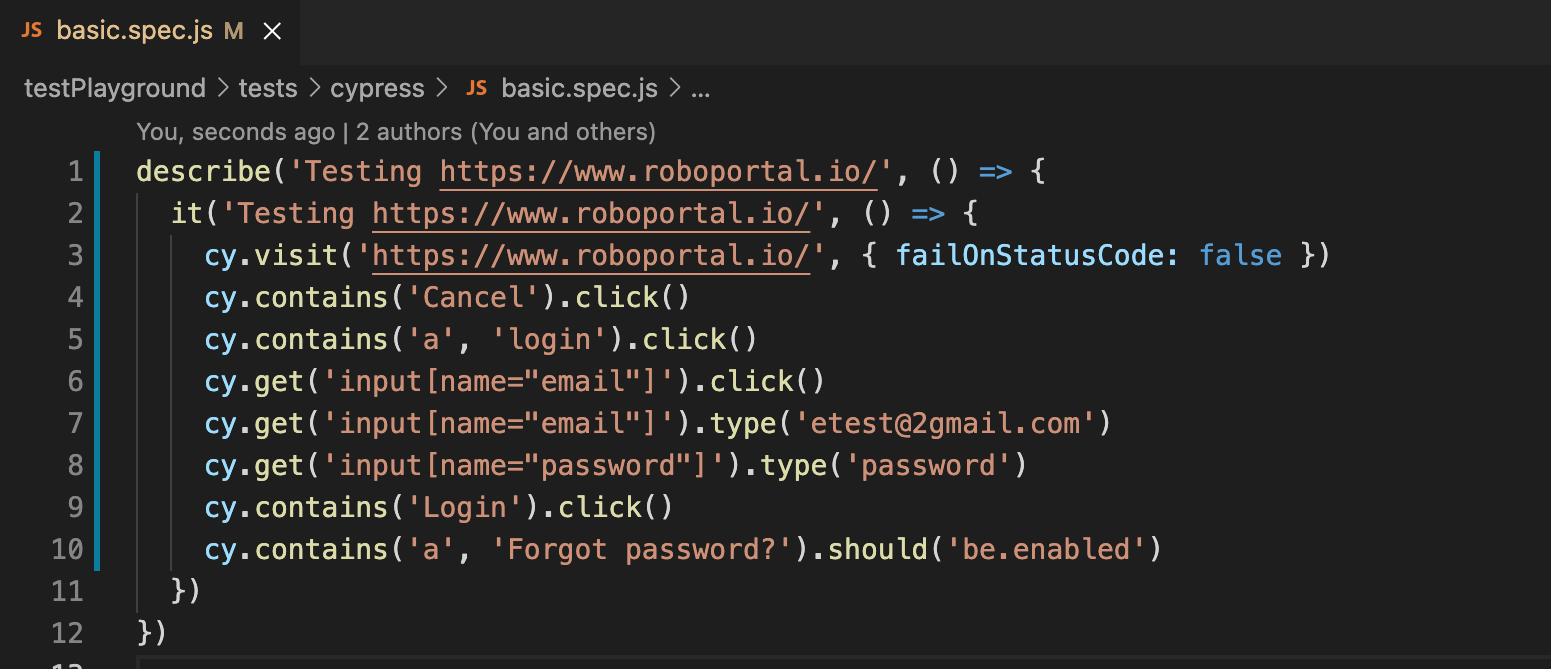 JS basic.spec.js M ×
testPlayground > tests > cypress > JS basic.spec.js > ...
You, seconds ago | 2 authors (You and others)
1 describe('Testing https://www.roboportal.io/', () => {
2 it('Testing https://www.roboportal.io/', () => {
3 cy.visit('https://www.roboportal.io/', { failOnStatusCode: false })
4 cy.contains('Cancel').click()
5 cy.contains('a', 'login').click()
6 cy.get('input[name="email"]').click()
7 cy.get('input[name="email"]').type('etest@2gmail.com')
8 cy.get('input[name="password"]').type('password')
9 cy.contains('Login').click()
10 cy.contains('a', 'Forgot password?').should('be.enabled')
11 })
12 })